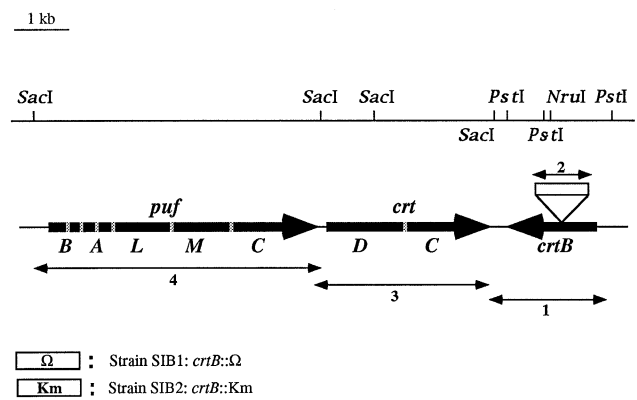 1 kb
SacI SacI SacI PstI NruI PstI
SacI PstI
2
puf crt
B A L M C D C crtB
4 3 1
Ω : Strain SIB1: crtB::Ω
Km : Strain SIB2: crtB::Km